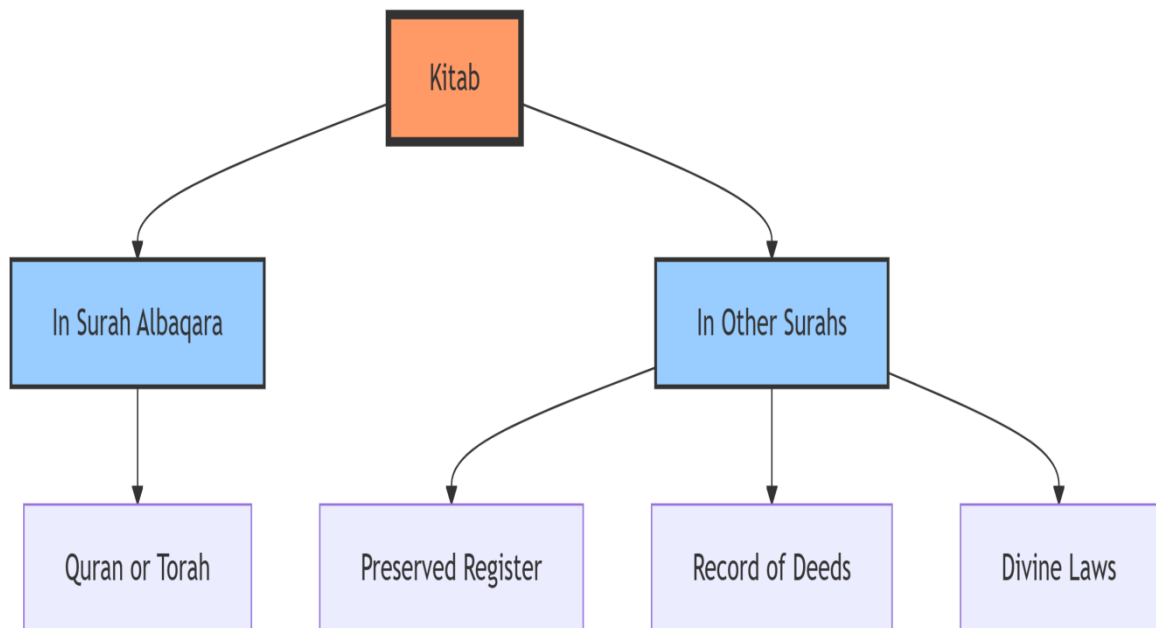 Kitab
In Surah Albaqara
In Other Surahs
Quran or Torah
Preserved Register
Record of Deeds
Divine Laws